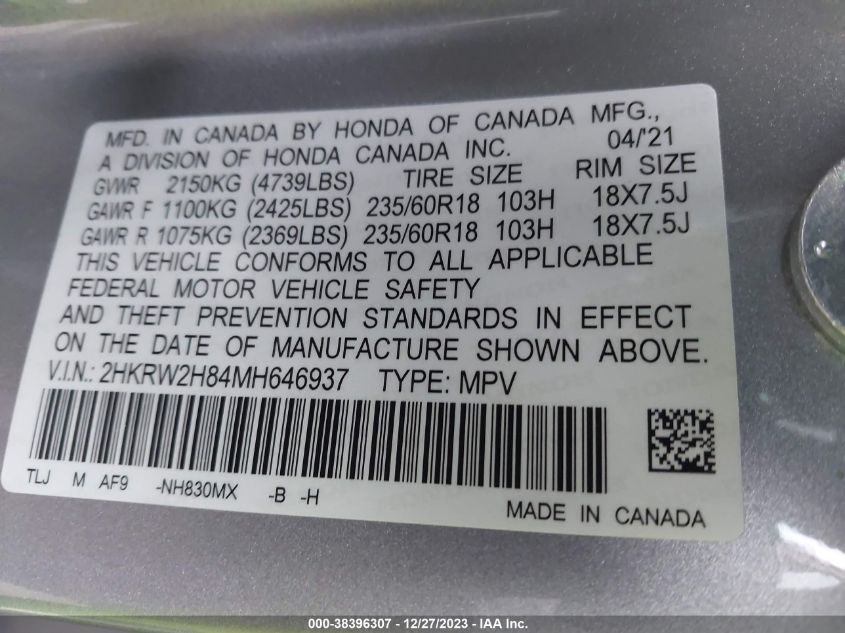 MFD. IN CANADA BY HONDA OF CANADA MFG.,
A DIVISION OF HONDA CANADA INC. 04/'21
GVWR 2150KG (4739LBS) TIRE SIZE RIM SIZE
GAWR F 1100KG (2425LBS) 235/60R18 103H 18X7.5J
GAWR R 1075KG (2369LBS) 235/60R18 103H 18X7.5J
THIS VEHICLE CONFORMS TO ALL APPLICABLE
FEDERAL MOTOR VEHICLE SAFETY
AND THEFT PREVENTION STANDARDS IN EFFECT
ON THE DATE OF MANUFACTURE SHOWN ABOVE.
V.I.N.: 2HKRW2H84MH646937 TYPE: MPV
TLJ M AF9 -NH830MX -B -H
MADE IN CANADA
000-38396307 - 12/27/2023 - IAA Inc.